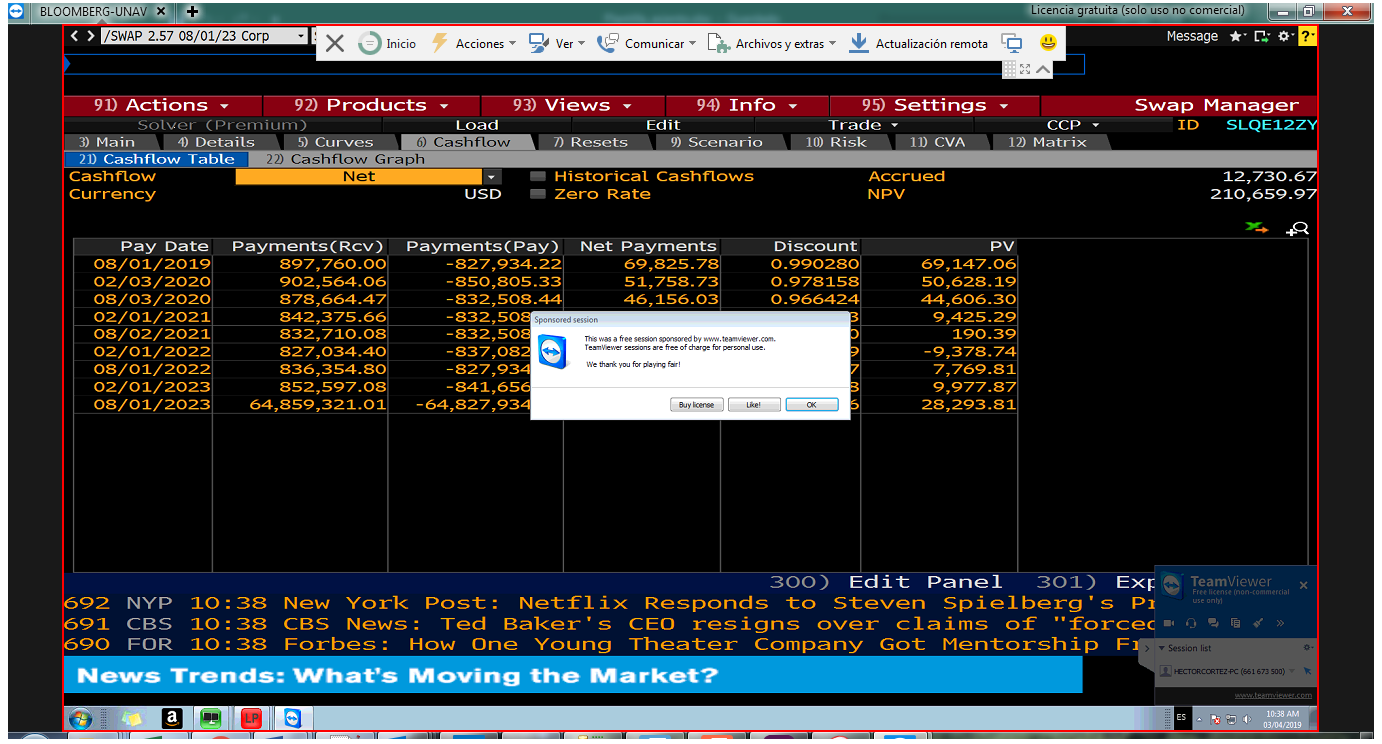 BLOOMBERG-UNAV
Licencia gratuita (solo uso no comercial)
/SWAP 2.57 08/01/23 Corp
Inicio Acciones Ver Comunicar Archivos y extras Actualización remota
Message
91) Actions 92) Products 93) Views 94) Info 95) Settings Swap Manager
Solver (Premium) Load Edit Trade CCP ID SLQE12ZY
3) Main 4) Details 5) Curves 6) Cashflow 7) Resets 9) Scenario 10) Risk 11) CVA 12) Matrix
21) Cashflow Table 22) Cashflow Graph
Cashflow Net Historical Cashflows Accrued 12,730.67
Currency USD Zero Rate NPV 210,659.97
Pay Date Payments(Rcv) Payments(Pay) Net Payments Discount PV
08/01/2019 897,760.00 -827,934.22 69,825.78 0.990280 69,147.06
02/03/2020 902,564.06 -850,805.33 51,758.73 0.978158 50,628.19
08/03/2020 878,664.47 -832,508.44 46,156.03 0.966424 44,606.30
02/01/2021 842,375.66 -832,508 3 9,425.29
08/02/2021 832,710.08 -832,508 0 190.39
02/01/2022 827,034.40 -837,082 9 -9,378.74
08/01/2022 836,354.80 -827,934 7 7,769.81
02/01/2023 852,597.08 -841,656 8 9,977.87
08/01/2023 64,859,321.01 -64,827,934 6 28,293.81
Sponsored session
This was a free session sponsored by www.teamviewer.com.
TeamViewer sessions are free of charge for personal use.
We thank you for playing fair!
Buy license Like! OK
300) Edit Panel 301) Exp
692 NYP 10:38 New York Post: Netflix Responds to Steven Spielberg's Pr
691 CBS 10:38 CBS News: Ted Baker's CEO resigns over claims of "forced
690 FOR 10:38 Forbes: How One Young Theater Company Got Mentorship Fr
News Trends: What's Moving the Market?
TeamViewer
Free license (non-commercial
use only)
Session list
HECTORCORTEZ-PC (661 673 500)
www.teamviewer.com
a LP ES 10:38 AM
03/04/2019